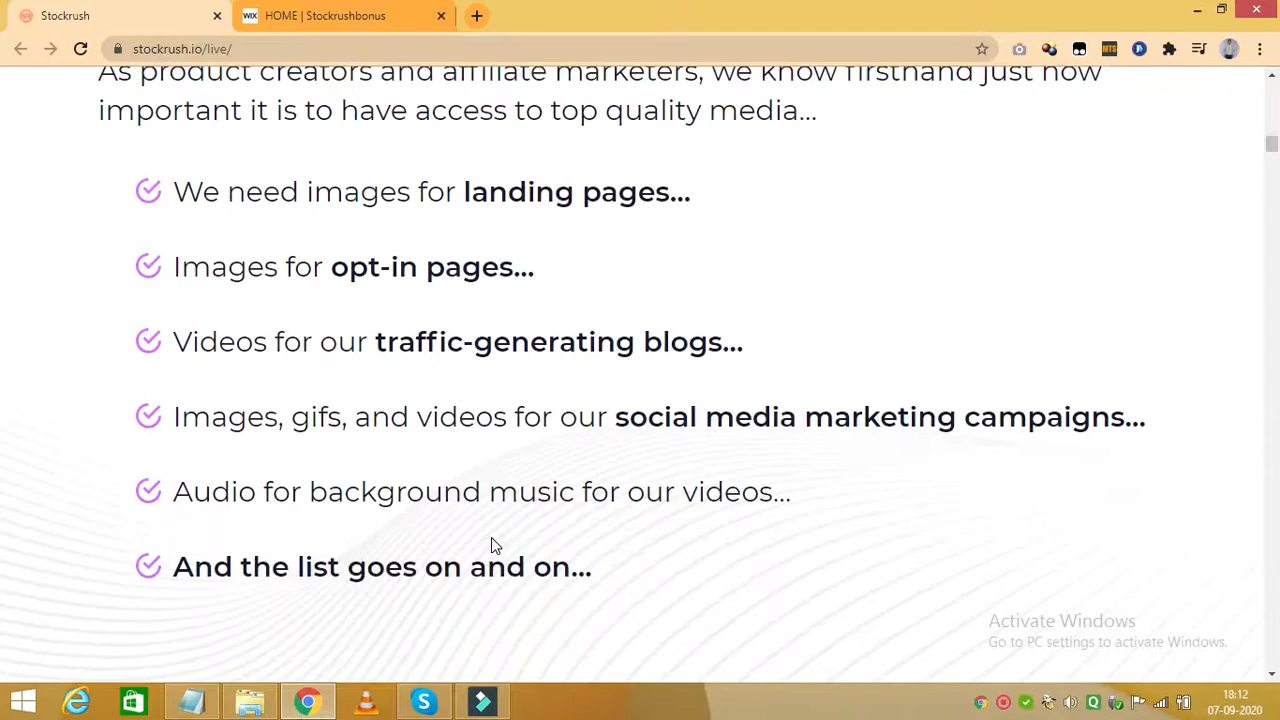 Stockrush
WIX HOME | Stockrushbonus
stockrush.io/live/
MTS
As product creators and affiliate marketers, we know firsthand just how
important it is to have access to top quality media...
We need images for landing pages...
Images for opt-in pages...
Videos for our traffic-generating blogs...
Images, gifs, and videos for our social media marketing campaigns...
Audio for background music for our videos...
And the list goes on and on...
Activate Windows
Go to PC settings to activate Windows.
18:12
07-09-2020